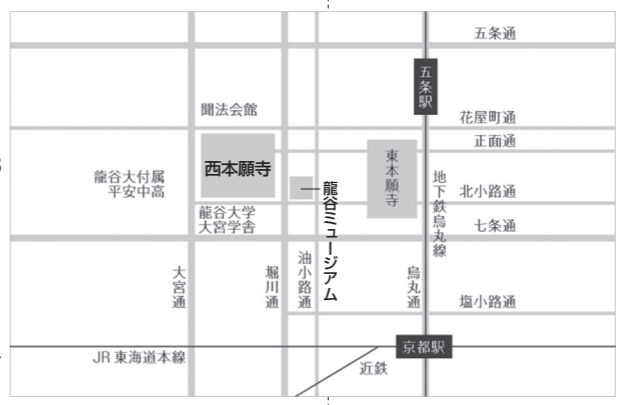 五条通
五条駅
聞法会館
花屋町通
正面通
西本願寺
東本願寺
龍谷大付属
平安中高
龍谷ミュージアム
地下鉄烏丸線
北小路通
龍谷大学
大宮学舎
七条通
大宮通
堀川通
油小路通
烏丸通
塩小路通
京都駅
JR 東海道本線
近鉄